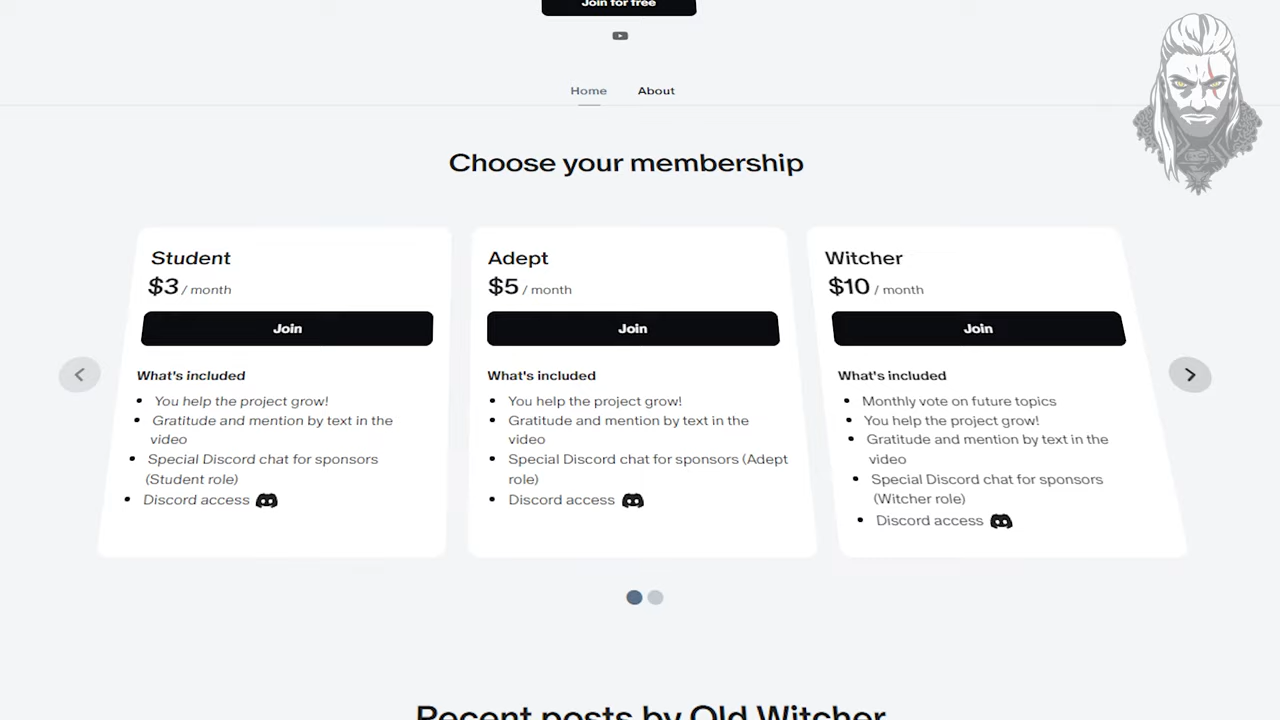 Join for free
Home About
Choose your membership
Student
$3 / month
Join
What's included
You help the project grow!
Gratitude and mention by text in the
video
Special Discord chat for sponsors
(Student role)
Discord access
Adept
$5 / month
Join
What's included
You help the project grow!
Gratitude and mention by text in the
video
Special Discord chat for sponsors (Adept
role)
Discord access
Witcher
$10 / month
Join
What's included
Monthly vote on future topics
You help the project grow!
Gratitude and mention by text in the
video
Special Discord chat for sponsors
(Witcher role)
Discord access
Recent posts by Old Witcher